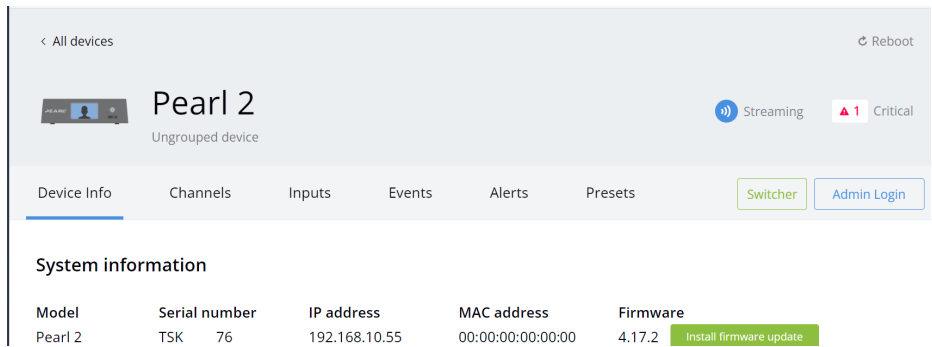 < All devices
Reboot
Pearl 2
Ungrouped device
Streaming
1 Critical
Device Info Channels Inputs Events Alerts Presets Switcher Admin Login
System information
Model Serial number IP address MAC address Firmware
Pearl 2 TSK 76 192.168.10.55 00:00:00:00:00:00 4.17.2 Install firmware update